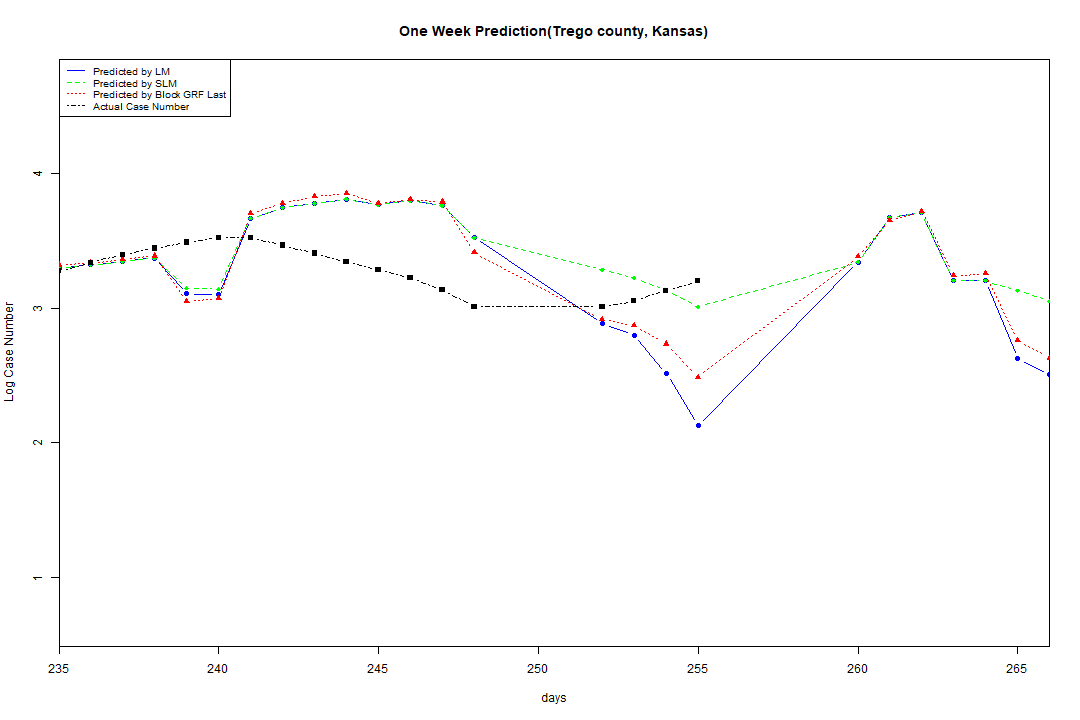 One Week Prediction(Trego county, Kansas)
Predicted by LM
Predicted by SLM
Predicted by Block GRF Last
Actual Case Number
4
3
2
1
Log Case Number
235 240 245 250 255 260 265
days